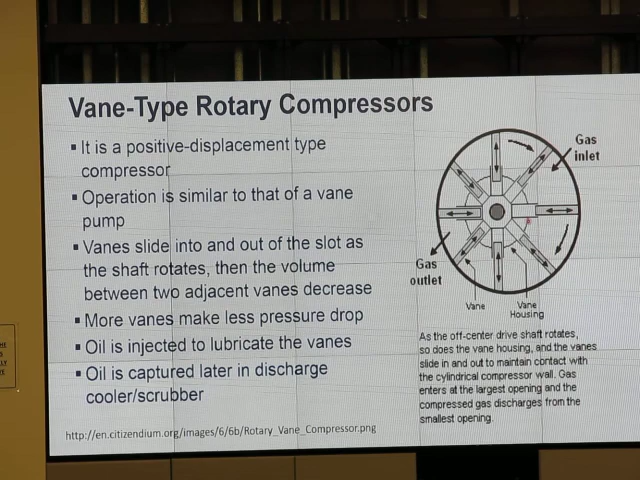 Vane-Type Rotary Compressors
▪ It is a positive-displacement type
compressor
▪ Operation is similar to that of a vane
pump
▪ Vanes slide into and out of the slot as
the shaft rotates, then the volume
between two adjacent vanes decrease
▪ More vanes make less pressure drop
▪ Oil is injected to lubricate the vanes
▪ Oil is captured later in discharge
cooler/scrubber
http://en.citizendium.org/images/6/6b/Rotary_Vane_Compressor.png
Gas
inlet
Gas
outlet
Vane
Vane
Housing
As the off-center drive shaft rotates,
so does the vane housing, and the vanes
slide in and out to maintain contact with
the cylindrical compressor wall. Gas
enters at the largest opening and the
compressed gas discharges from the
smallest opening.